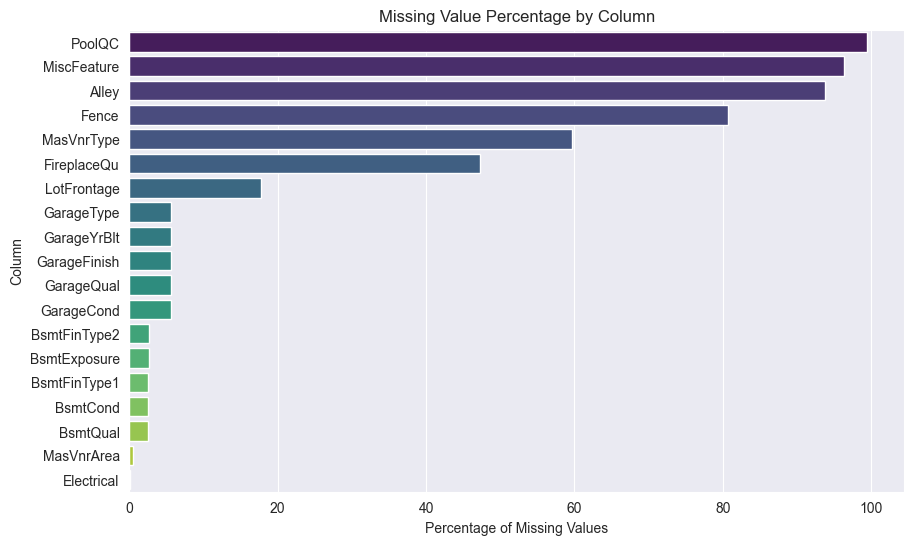 Missing Value Percentage by Column
PoolQC
MiscFeature
Alley
Fence
MasVnrType
FireplaceQu
LotFrontage
GarageType
GarageYrBlt
GarageFinish
GarageQual
GarageCond
BsmtFinType2
BsmtExposure
BsmtFinType1
BsmtCond
BsmtQual
MasVnrArea
Electrical
Column
0 20 40 60 80 100
Percentage of Missing Values